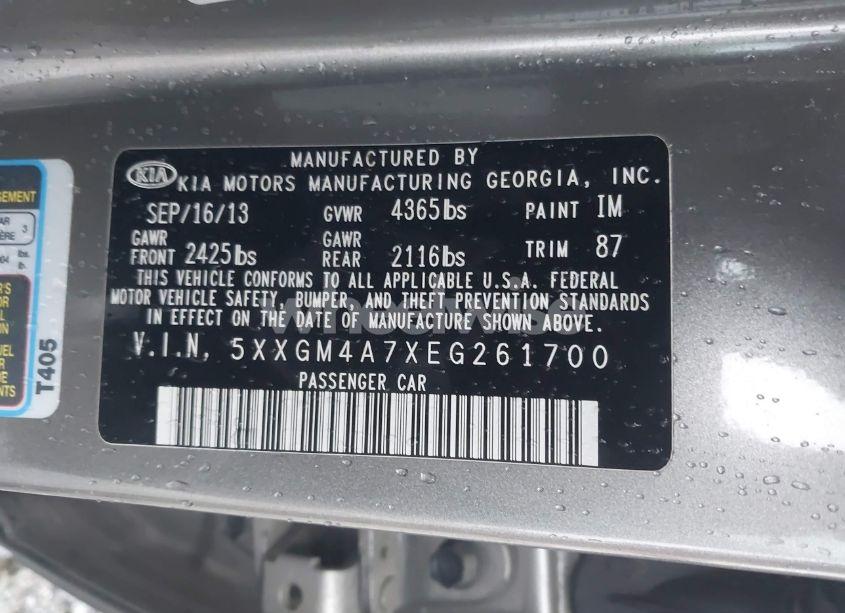 MANUFACTURED BY
KIA KIA MOTORS MANUFACTURING GEORGIA, INC.
SEP/16/13 GVWR 4365lbs PAINT IM
GAWR FRONT 2425lbs GAWR REAR 2116lbs TRIM 87
THIS VEHICLE CONFORMS TO ALL APPLICABLE U.S.A. FEDERAL
MOTOR VEHICLE SAFETY, BUMPER, AND THEFT PREVENTION STANDARDS
IN EFFECT ON THE DATE OF MANUFACTURE SHOWN ABOVE.
V.I.N. 5XXGM4A7XEG261700
PASSENGER CAR
T405